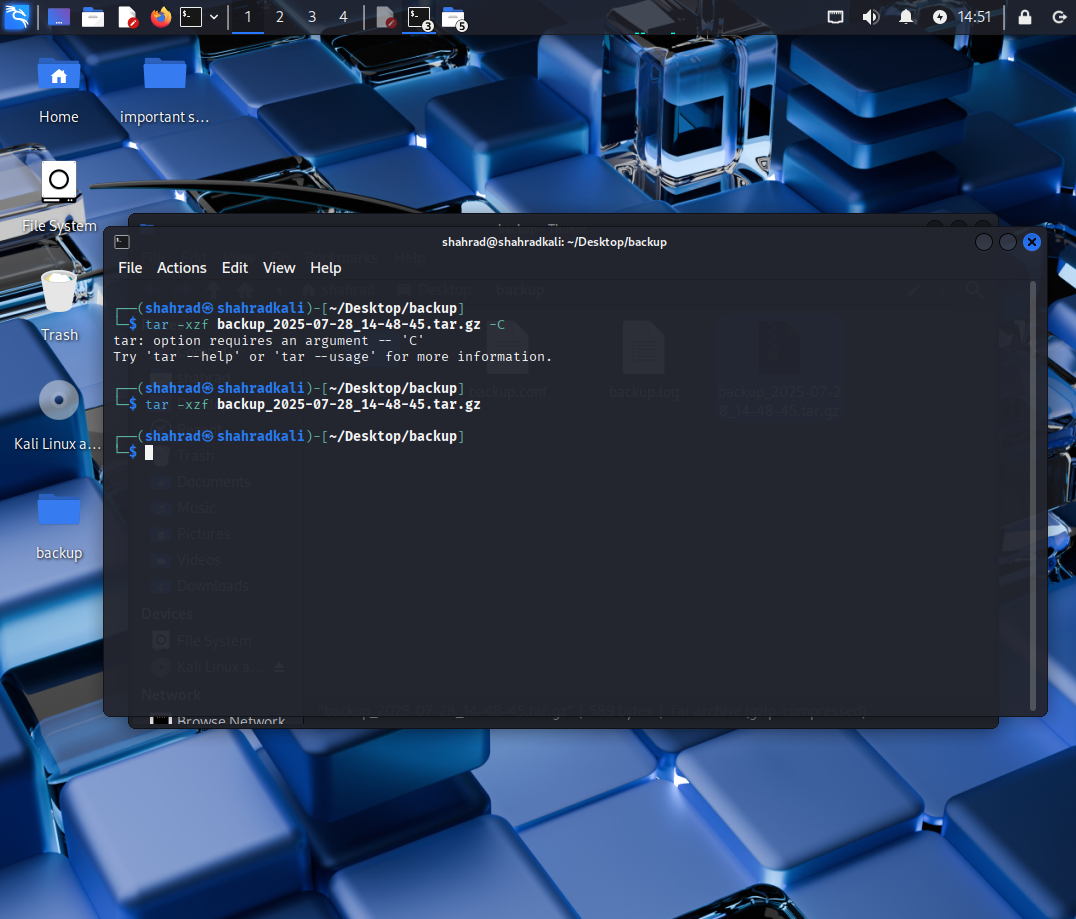 1 2 3 4 3 5 14:51
Home
important s...
File System
Trash
Kali Linux a...
backup
shahrad@shahradkali: ~/Desktop/backup
File Actions Edit View Help
┌──(shahrad㉿shahradkali)-[~/Desktop/backup]
└─$ tar -xzf backup_2025-07-28_14-48-45.tar.gz -C
tar: option requires an argument -- 'C'
Try 'tar --help' or 'tar --usage' for more information.
┌──(shahrad㉿shahradkali)-[~/Desktop/backup]
└─$ tar -xzf backup_2025-07-28_14-48-45.tar.gz
┌──(shahrad㉿shahradkali)-[~/Desktop/backup]
└─$
backup.conf
backup.log
backup_2025-07-2
8_14-48-45.tar.gz
Trash
Documents
Music
Pictures
Videos
Downloads
Devices
File System
Kali Linux a...
Network
Browse Network